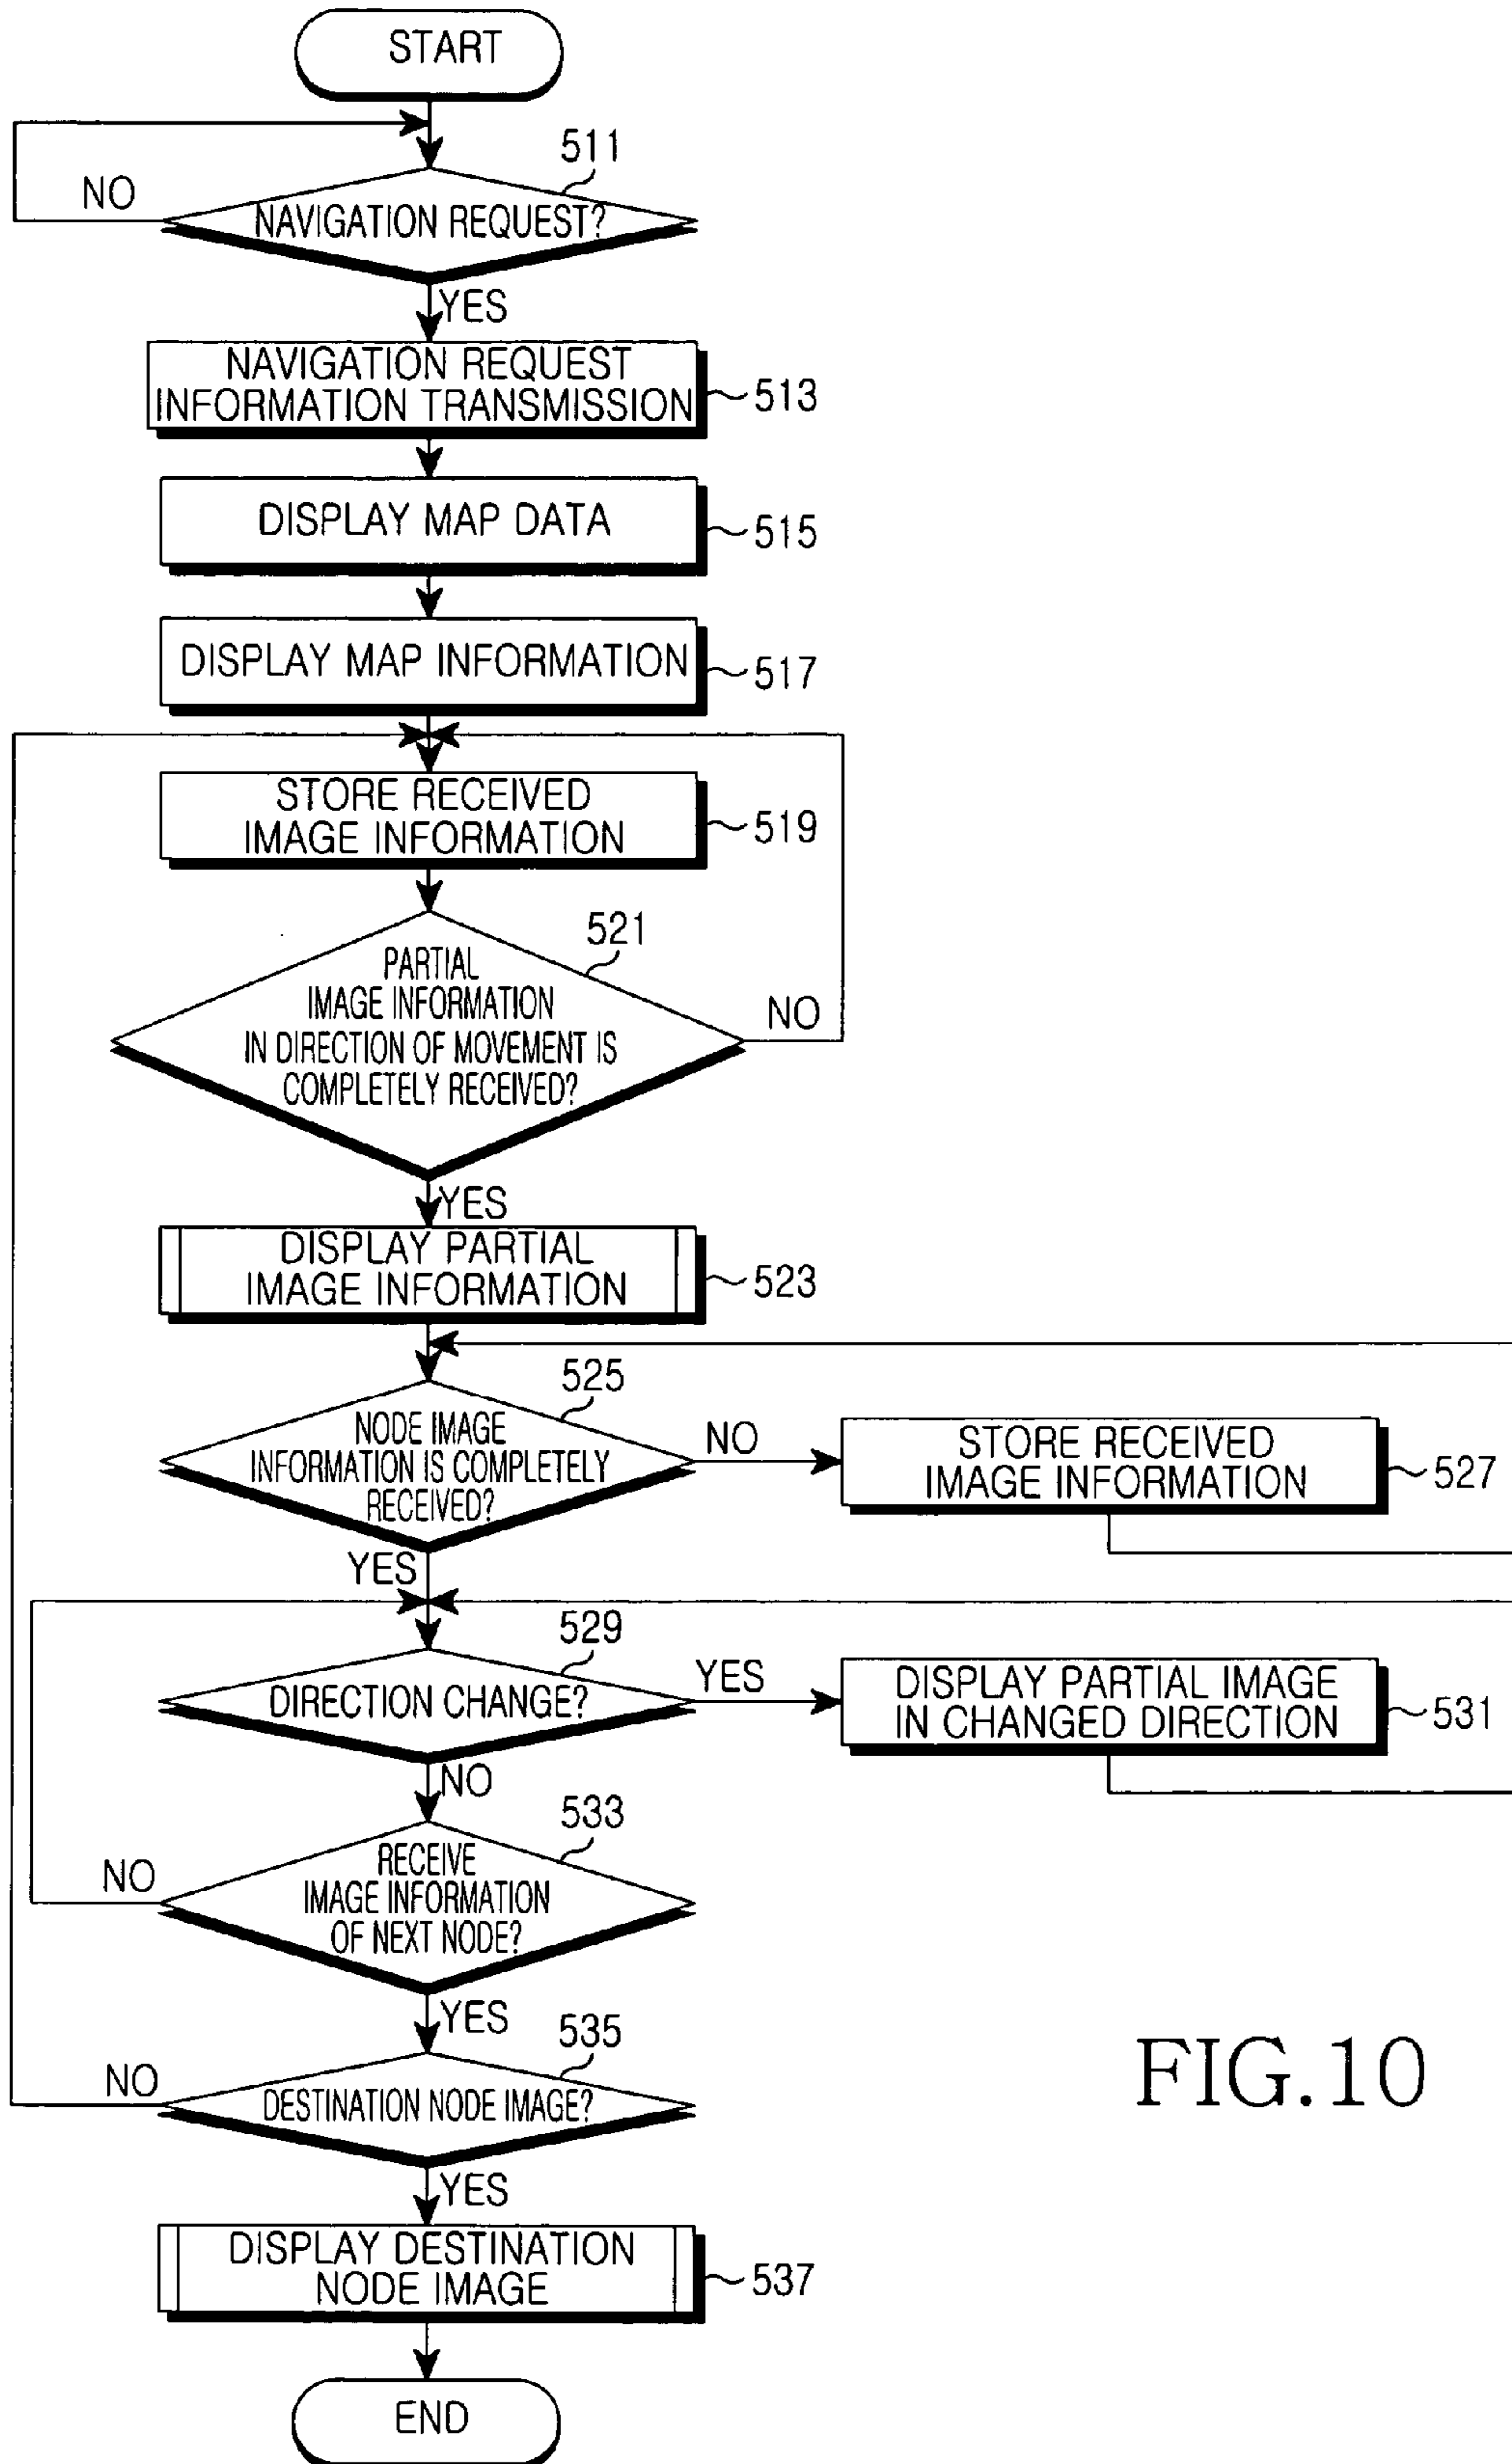 START
511
NO
NAVIGATION REQUEST?
YES
NAVIGATION REQUEST
INFORMATION TRANSMISSION
513
DISPLAY MAP DATA
515
DISPLAY MAP INFORMATION
517
STORE RECEIVED
IMAGE INFORMATION
519
521
PARTIAL
IMAGE INFORMATION
IN DIRECTION OF MOVEMENT IS
COMPLETELY RECEIVED?
NO
YES
DISPLAY PARTIAL
IMAGE INFORMATION
523
525
NODE IMAGE
INFORMATION IS COMPLETELY
RECEIVED?
NO
STORE RECEIVED
IMAGE INFORMATION
527
YES
529
DIRECTION CHANGE?
YES
DISPLAY PARTIAL IMAGE
IN CHANGED DIRECTION
531
NO
533
RECEIVE
IMAGE INFORMATION
OF NEXT NODE?
NO
YES
535
DESTINATION NODE IMAGE?
NO
YES
DISPLAY DESTINATION
NODE IMAGE
537
END
FIG.10